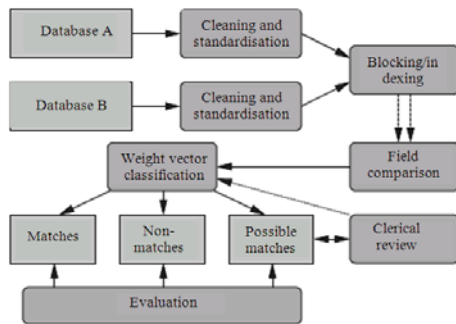 Database A
Cleaning and
standardisation
Blocking/in
dexing
Database B
Cleaning and
standardisation
Weight vector
classification
Field
comparison
Matches
Non-
matches
Possible
matches
Clerical
review
Evaluation